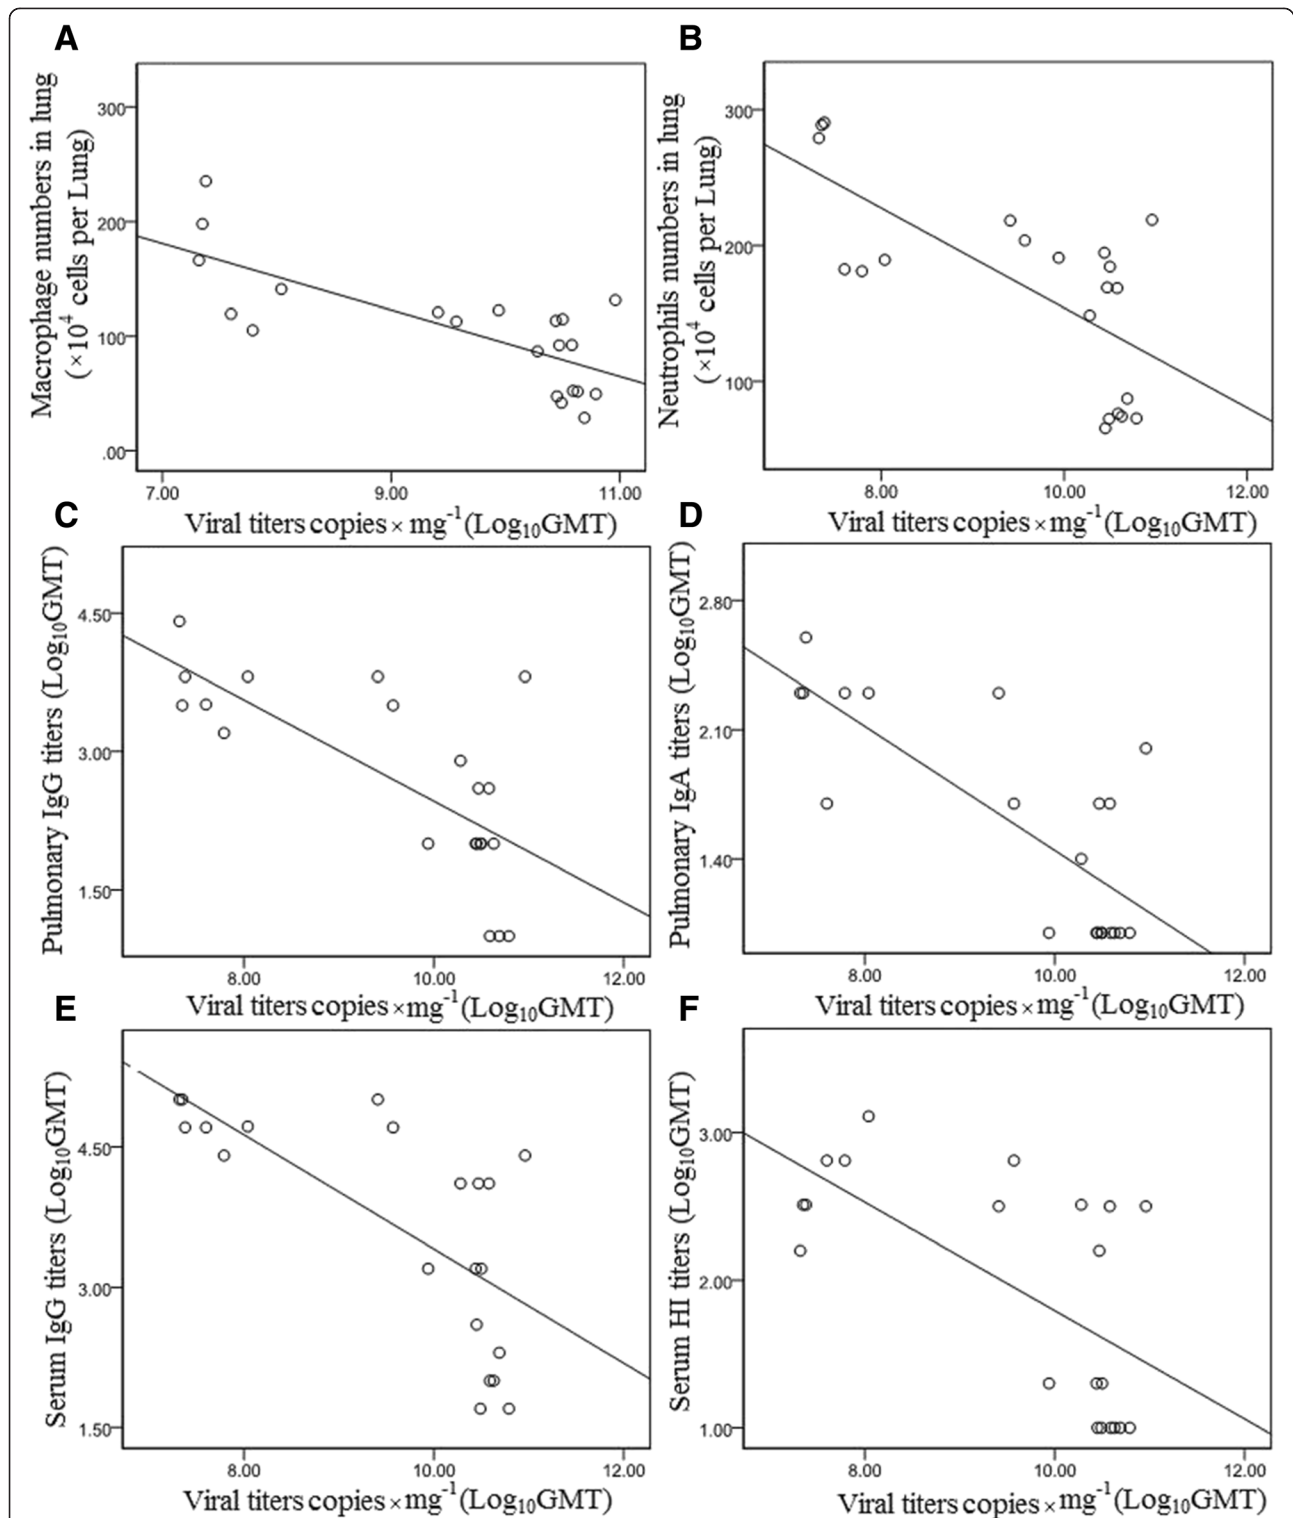 A
Macrophage numbers in lung
(×10⁴ cells per Lung)
300
200
100
.00
7.00 9.00 11.00
Viral titers copies×mg⁻¹(Log₁₀GMT)
B
Neutrophils numbers in lung
(×10⁴ cells per Lung)
300
200
100
8.00 10.00 12.00
Viral titers copies×mg⁻¹(Log₁₀GMT)
C
Pulmonary IgG titers (Log₁₀GMT)
4.50
3.00
1.50
8.00 10.00 12.00
Viral titers copies×mg⁻¹(Log₁₀GMT)
D
Pulmonary IgA titers (Log₁₀GMT)
2.80
2.10
1.40
8.00 10.00 12.00
Viral titers copies×mg⁻¹(Log₁₀GMT)
E
Serum IgG titers (Log₁₀GMT)
4.50
3.00
1.50
8.00 10.00 12.00
Viral titers copies×mg⁻¹(Log₁₀GMT)
F
Serum HI titers (Log₁₀GMT)
3.00
2.00
1.00
8.00 10.00 12.00
Viral titers copies×mg⁻¹(Log₁₀GMT)